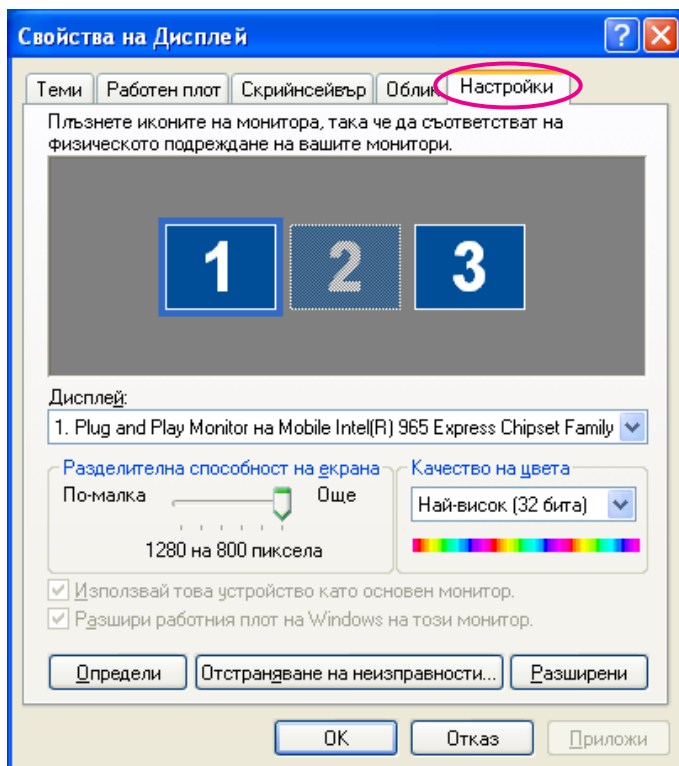 Свойства на Дисплей
Теми Работен плот Скрийнсейвър Облик Настройки
Плъзнете иконите на монитора, така че да съответстват на
физическото подреждане на вашите монитори.
1 2 3
Дисплей:
1. Plug and Play Monitor на Mobile Intel(R) 965 Express Chipset Family
Разделителна способност на екрана Качество на цвета
По-малка Още Най-висок (32 бита)
1280 на 800 пиксела
Използвай това устройство като основен монитор.
Разшири работния плот на Windows на този монитор.
Определи Отстраняване на неизправности... Разширени
OK Отказ Приложи